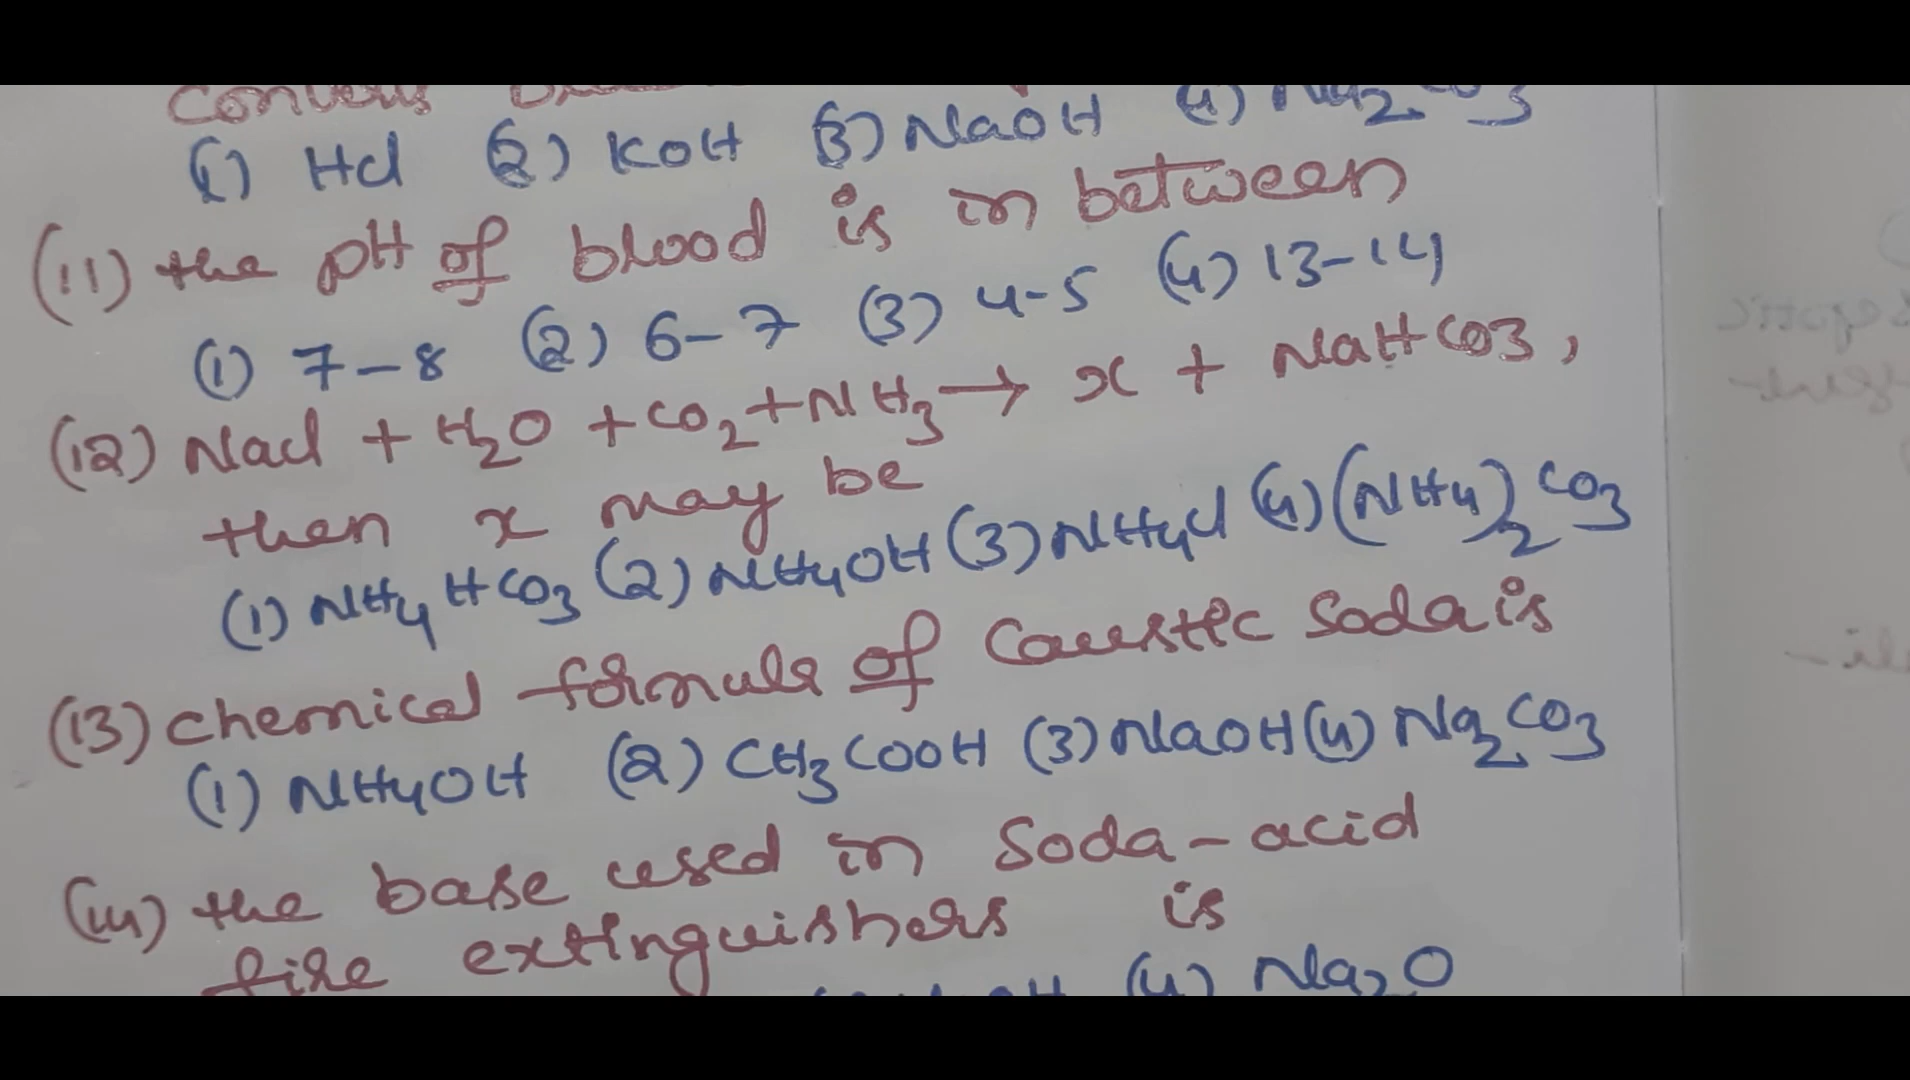 (1) HCl (2) KOH (3) NaOH (4) Na2CO3
(11) the pH of blood is in between
(1) 7-8 (2) 6-7 (3) 4-5 (4) 13-14
(12) NaCl + H2O + CO2 + NH3 → x + NaHCO3,
then x may be
(1) NH4HCO3 (2) NH4OH (3) NH4Cl (4) (NH4)2CO3
(13) chemical formula of Caustic Soda is
(1) NH4OH (2) CH3COOH (3) NaOH (4) Na2CO3
(14) the base used in Soda-acid
fire extinguishers is
(4) Na2O